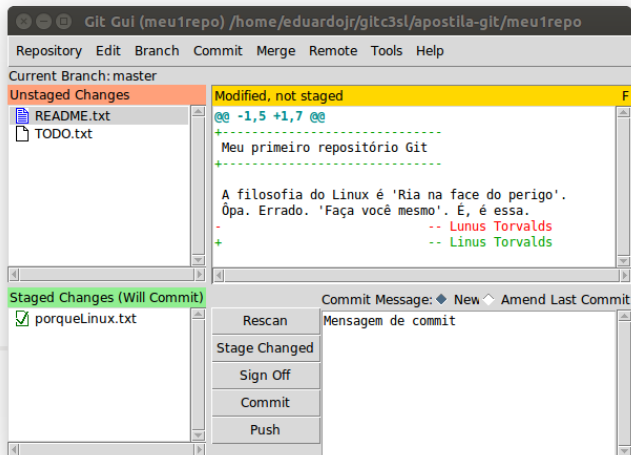 Git Gui (meu1repo) /home/eduardojr/gitc3sl/apostila-git/meu1repo
Repository Edit Branch Commit Merge Remote Tools Help
Current Branch: master
Unstaged Changes
README.txt
TODO.txt
Modified, not staged F
@@ -1,5 +1,7 @@
+-----------------------------
Meu primeiro repositório Git
+-----------------------------
A filosofia do Linux é 'Ria na face do perigo'.
Ôpa. Errado. 'Faça você mesmo'. É, é essa.
- -- Lunus Torvalds
+ -- Linus Torvalds
Staged Changes (Will Commit)
porqueLinux.txt
Rescan
Stage Changed
Sign Off
Commit
Push
Commit Message: New Amend Last Commit
Mensagem de commit